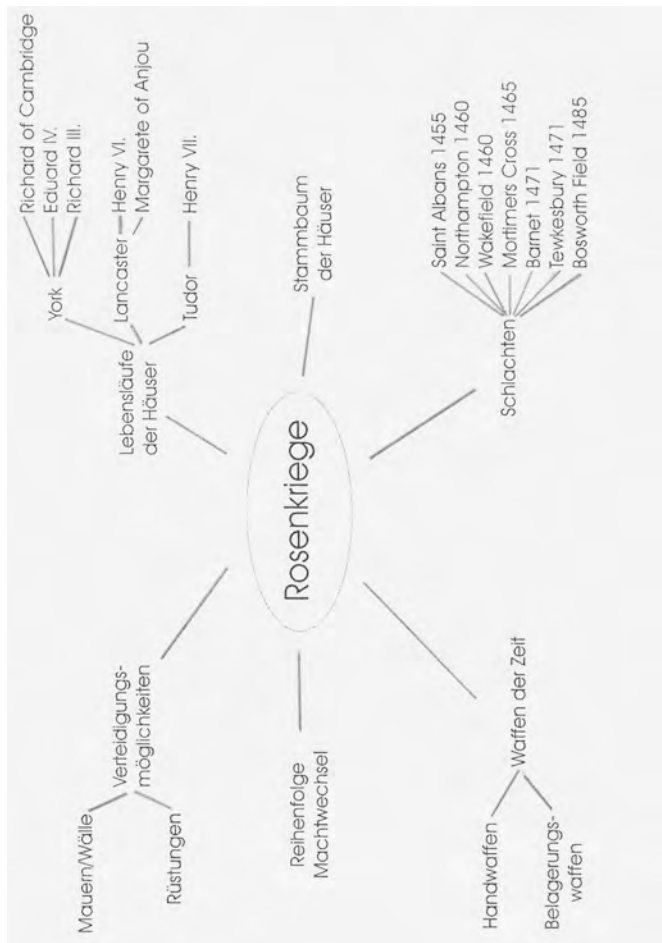 Rosenkriege
Verteidigungs-
möglichkeiten
Mauern/Wälle
Rüstungen
Lebensläufe
der Häuser
York
Richard of Cambridge
Eduard IV.
Richard III.
Lancaster
Henry VI.
Margarete of Anjou
Tudor
Henry VII.
Reihenfolge
Machtwechsel
Stammbaum
der Häuser
Waffen der Zeit
Handwaffen
Belagerungs-
waffen
Schlachten
Saint Albans 1455
Northampton 1460
Wakefield 1460
Mortimers Cross 1465
Barnet 1471
Tewkesbury 1471
Bosworth Field 1485